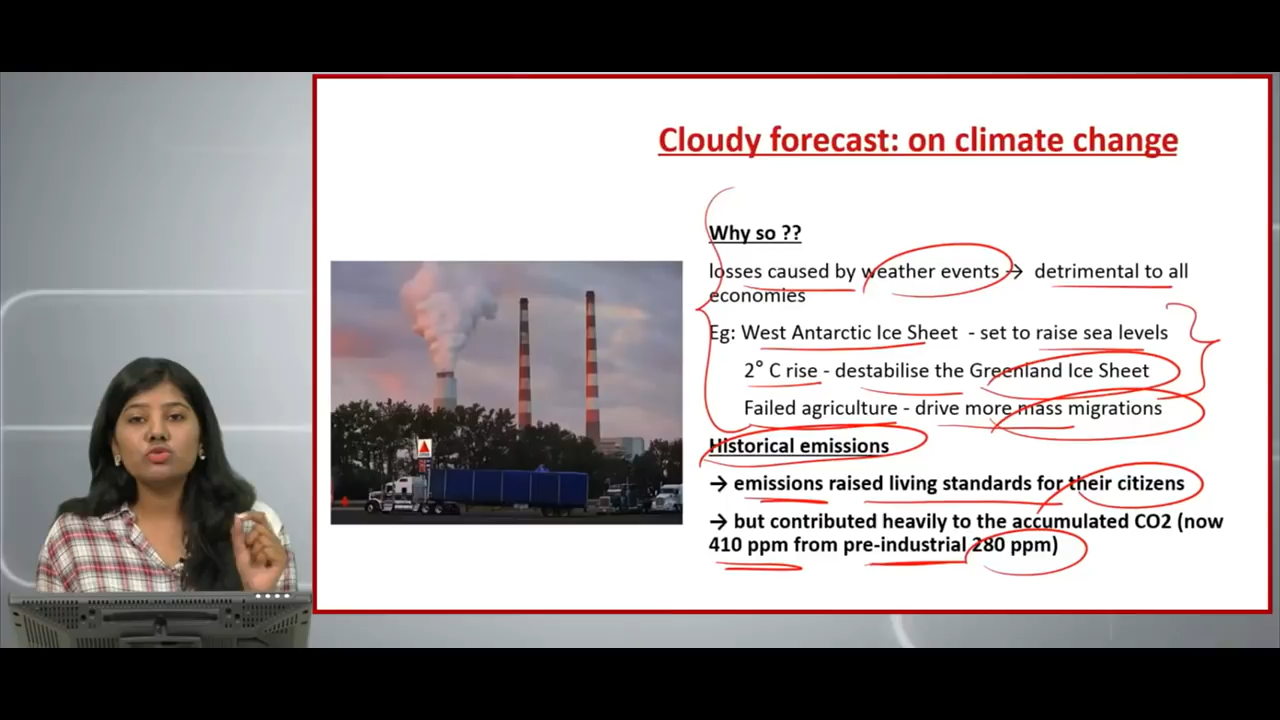 Cloudy forecast: on climate change
Why so ??
losses caused by weather events → detrimental to all
economies
Eg: West Antarctic Ice Sheet - set to raise sea levels
2° C rise - destabilise the Greenland Ice Sheet
Failed agriculture - drive more mass migrations
Historical emissions
→ emissions raised living standards for their citizens
→ but contributed heavily to the accumulated CO2 (now
410 ppm from pre-industrial 280 ppm)